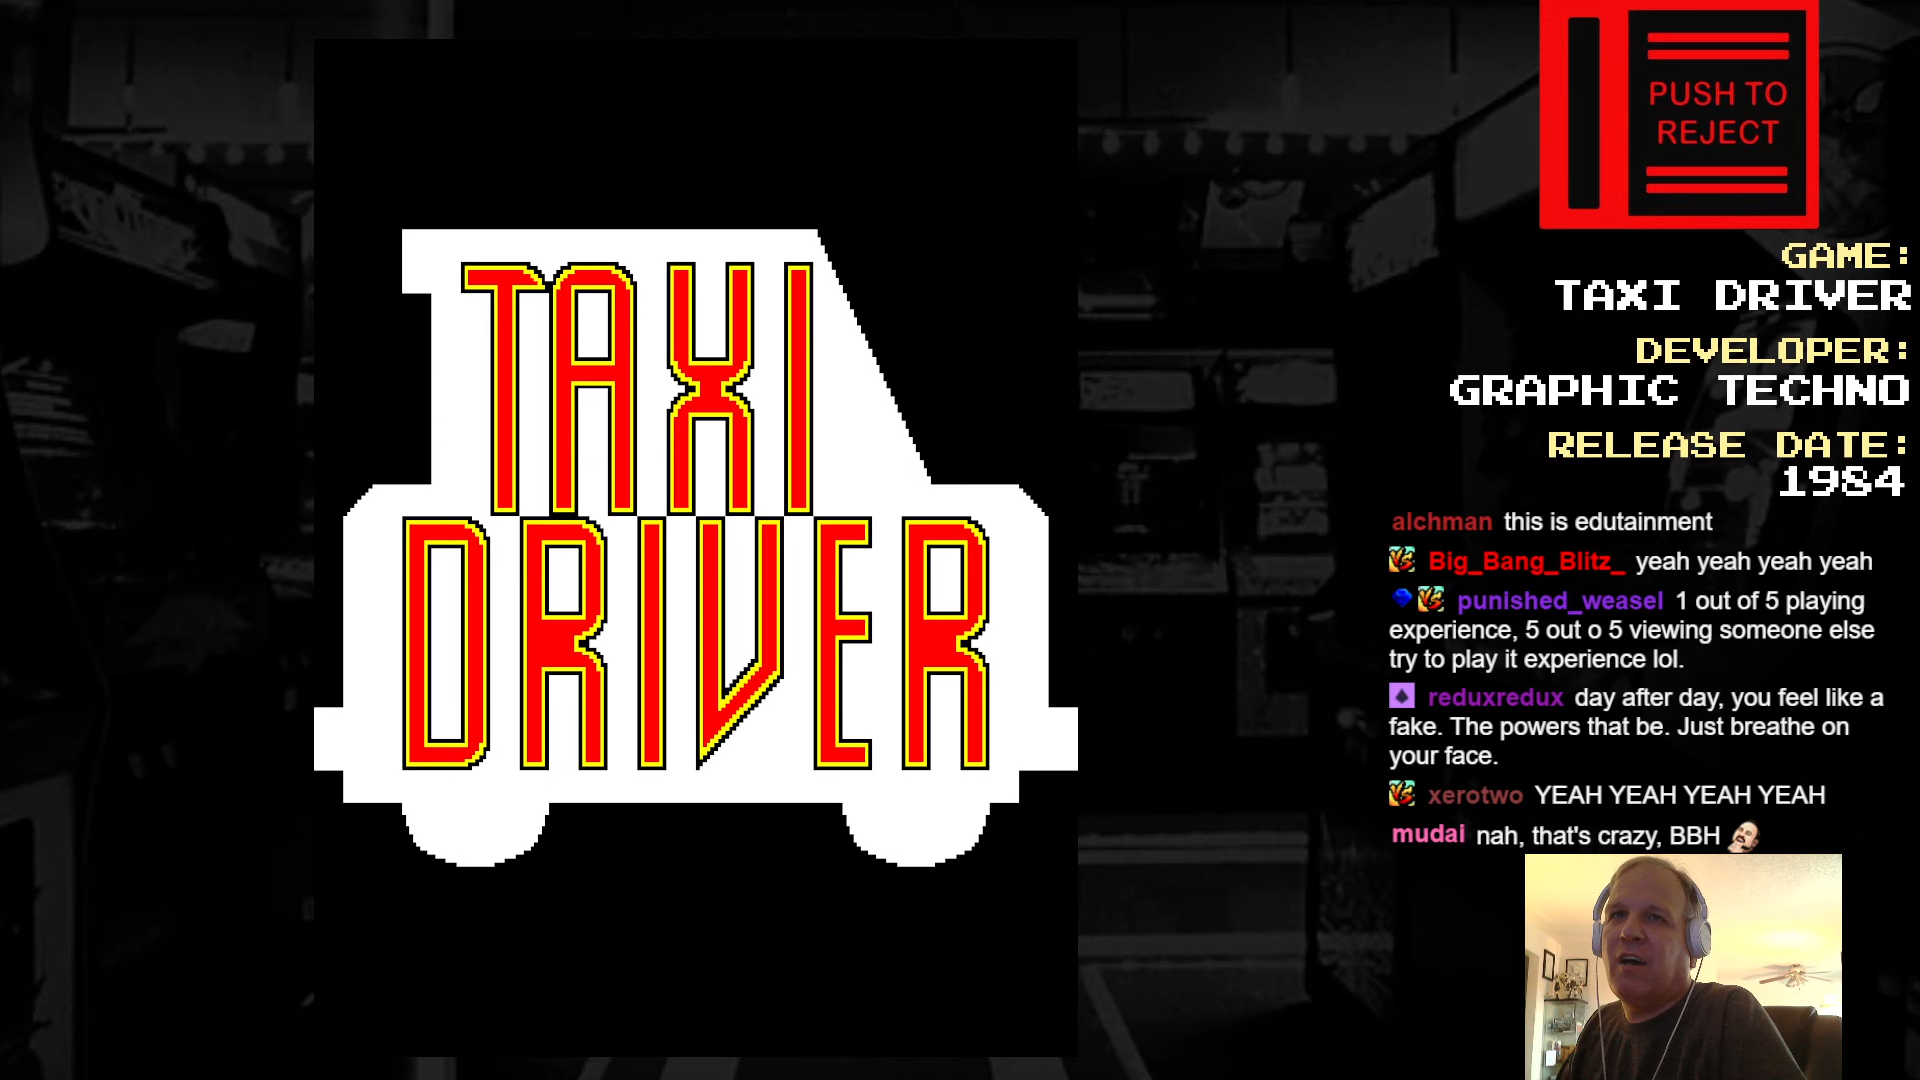 TAXI
DRIVER
PUSH TO
REJECT
GAME:
TAXI DRIVER
DEVELOPER:
GRAPHIC TECHNO
RELEASE DATE:
1984
alchman this is edutainment
Big_Bang_Blitz_ yeah yeah yeah yeah
punished_weasel 1 out of 5 playing
experience, 5 out o 5 viewing someone else
try to play it experience lol.
reduxredux day after day, you feel like a
fake. The powers that be. Just breathe on
your face.
xerotwo YEAH YEAH YEAH YEAH
mudai nah, that's crazy, BBH